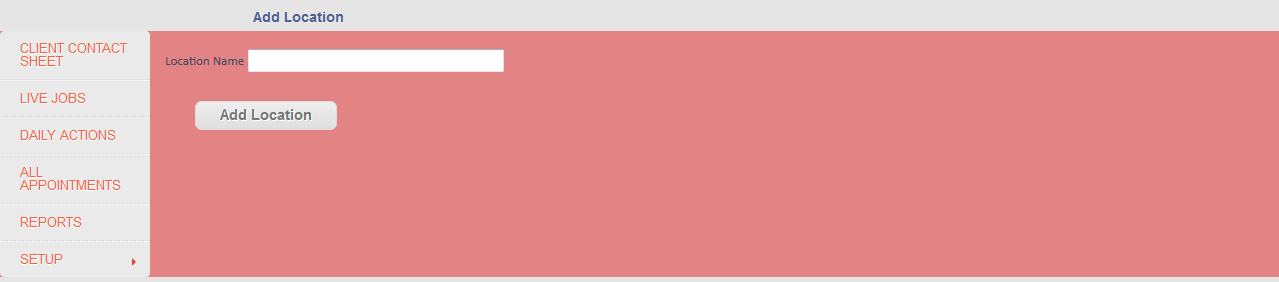 Add Location
CLIENT CONTACT
SHEET
Location Name
LIVE JOBS
Add Location
DAILY ACTIONS
ALL
APPOINTMENTS
REPORTS
SETUP